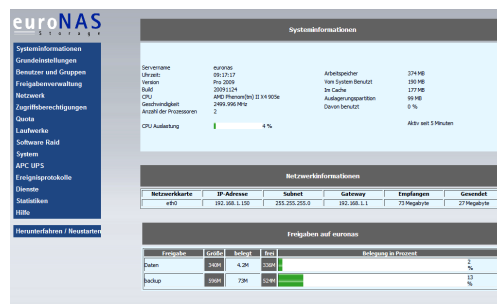 euroNAS
Storage
Systeminformationen
Grundeinstellungen
Benutzer und Gruppen
Freigabenverwaltung
Netzwerk
Zugriffsberechtigungen
Quota
Laufwerke
Software Raid
System
APC UPS
Ereignisprotokolle
Dienste
Statistiken
Hilfe
Herunterfahren / Neustarten
Systeminformationen
Servername euronas
Uhrzeit: 09:17:17
Version Pro 2009
Build 20091124
CPU AMD Phenom(tm) II X4 905e
Geschwindigkeit 2499.996 MHz
Anzahl der Prozessoren 2
CPU Auslastung 4 %
Arbeitspeicher 374 MB
Vom System Benutzt 190 MB
Im Cache 177 MB
Auslagerungspartition 99 MB
Davon benutzt 0 %
Aktiv seit 5 Minuten
Netzwerkinformationen
Netzwerkkarte IP-Adresse Subnet Gateway Empfangen Gesendet
eth0 192.168.1.150 255.255.255.0 192.168.1.1 73 Megabyte 27 Megabyte
Freigaben auf euronas
Freigabe Größe belegt frei Belegung in Prozent
Daten 340M 4.2M 336M 2 %
backup 596M 73M 524M 13 %